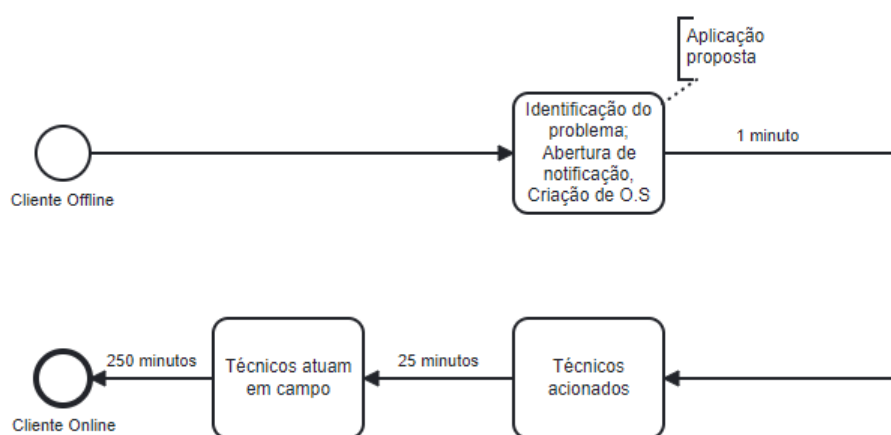 Aplicação
proposta
Identificação do
problema;
Abertura de
notificação,
Criação de O.S
1 minuto
Cliente Offline
250 minutos
Técnicos atuam
em campo
25 minutos
Técnicos
acionados
Cliente Online